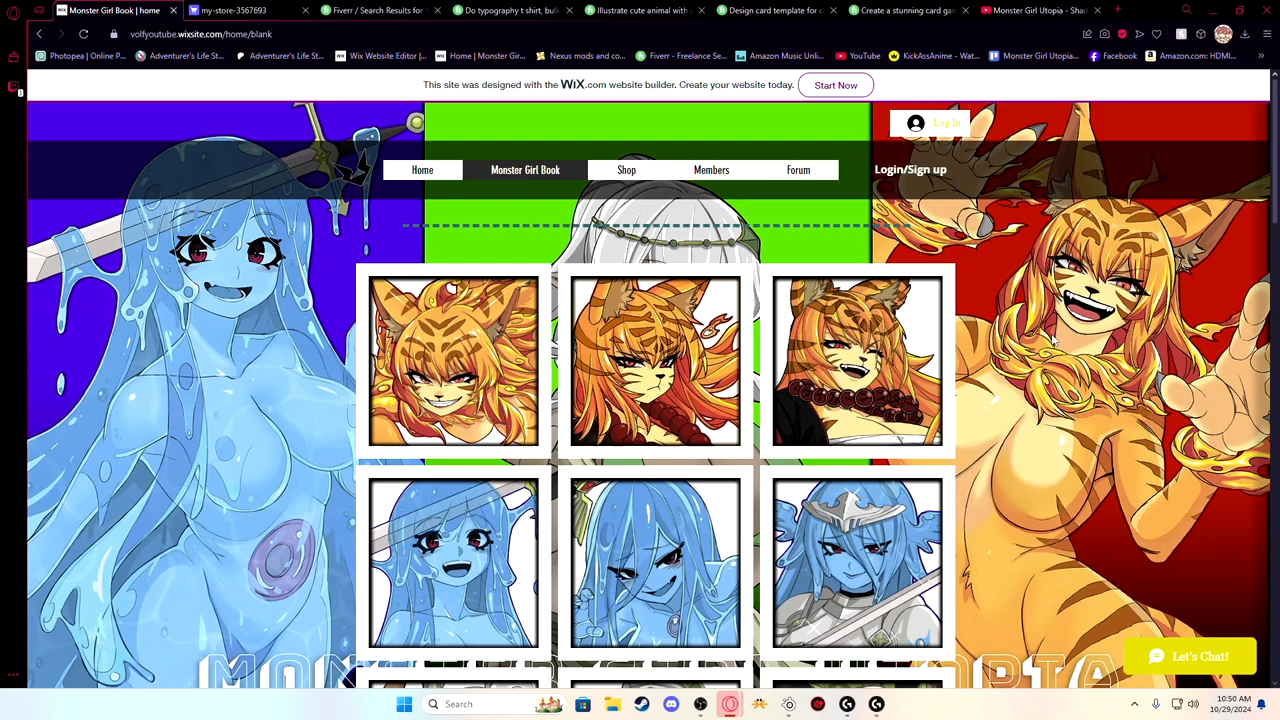 Monster Girl Book | home
my-store-3567693
Fiverr / Search Results for '
Do typography t shirt, bulk
Illustrate cute animal with
Design card template for c
Create a stunning card gan
Monster Girl Utopia - Shad
volfyoutube.wixsite.com/home/blank
Photopea | Online P...
Adventurer's Life St...
Adventurer's Life St...
Wix Website Editor |...
Home | Monster Gir...
Nexus mods and co...
Fiverr - Freelance Se...
Amazon Music Unli...
YouTube
KickAssAnime - Wat...
Monster Girl Utopia...
Facebook
Amazon.com: HDMI...
This site was designed with the WiX.com website builder. Create your website today.
Start Now
Log In
Home
Monster Girl Book
Shop
Members
Forum
Login/Sign up
Let's Chat!
Search
10:50 AM
10/29/2024